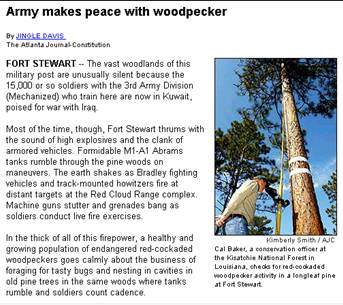 Army makes peace with woodpecker
By JINGLE DAVIS
The Atlanta Journal-Constitution
FORT STEWART -- The vast woodlands of this
military post are unusually silent because the
15,000 or so soldiers with the 3rd Army Division
(Mechanized) who train here are now in Kuwait,
poised for war with Iraq.
Most of the time, though, Fort Stewart thrums with
the sound of high explosives and the clank of
armored vehicles. Formidable M1-A1 Abrams
tanks rumble through the pine woods on
maneuvers. The earth shakes as Bradley fighting
vehicles and track-mounted howitzers fire at
distant targets at the Red Cloud Range complex.
Machine guns stutter and grenades bang as
soldiers conduct live fire exercises.
In the thick of all of this firepower, a healthy and
growing population of endangered red-cockaded
woodpeckers goes calmly about the business of
foraging for tasty bugs and nesting in cavities in
old pine trees in the same woods where tanks
rumble and soldiers count cadence.
Kimberly Smith / AJC
Cal Baker, a conservation officer at
the Kisatchie National Forest in
Louisiana, checks for red-cockaded
woodpecker activity in a longleaf pine
at Fort Stewart.